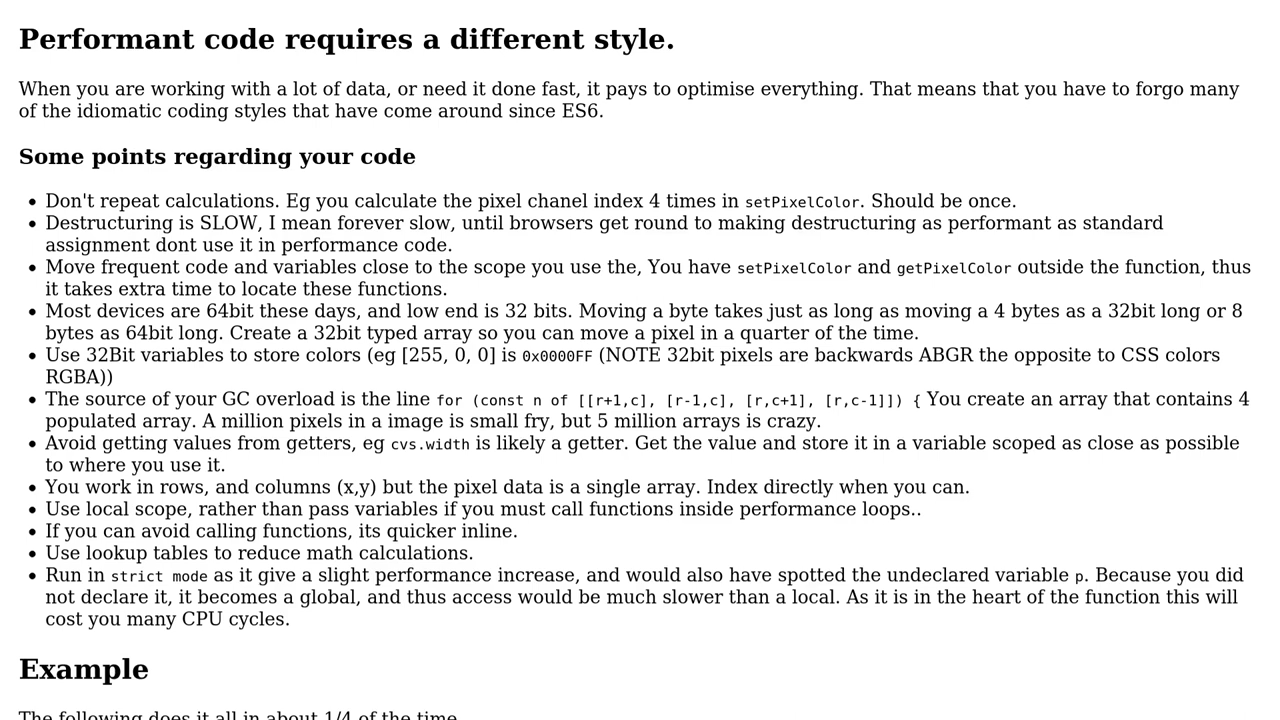 Performant code requires a different style.
When you are working with a lot of data, or need it done fast, it pays to optimise everything. That means that you have to forgo many
of the idiomatic coding styles that have come around since ES6.
Some points regarding your code
• Don't repeat calculations. Eg you calculate the pixel chanel index 4 times in setPixelColor. Should be once.
• Destructuring is SLOW, I mean forever slow, until browsers get round to making destructuring as performant as standard
assignment dont use it in performance code.
• Move frequent code and variables close to the scope you use the, You have setPixelColor and getPixelColor outside the function, thus
it takes extra time to locate these functions.
• Most devices are 64bit these days, and low end is 32 bits. Moving a byte takes just as long as moving a 4 bytes as a 32bit long or 8
bytes as 64bit long. Create a 32bit typed array so you can move a pixel in a quarter of the time.
• Use 32Bit variables to store colors (eg [255, 0, 0] is 0x0000FF (NOTE 32bit pixels are backwards ABGR the opposite to CSS colors
RGBA))
• The source of your GC overload is the line for (const n of [[r+1,c], [r-1,c], [r,c+1], [r,c-1]]) { You create an array that contains 4
populated array. A million pixels in a image is small fry, but 5 million arrays is crazy.
• Avoid getting values from getters, eg cvs.width is likely a getter. Get the value and store it in a variable scoped as close as possible
to where you use it.
• You work in rows, and columns (x,y) but the pixel data is a single array. Index directly when you can.
• Use local scope, rather than pass variables if you must call functions inside performance loops..
• If you can avoid calling functions, its quicker inline.
• Use lookup tables to reduce math calculations.
• Run in strict mode as it give a slight performance increase, and would also have spotted the undeclared variable p. Because you did
not declare it, it becomes a global, and thus access would be much slower than a local. As it is in the heart of the function this will
cost you many CPU cycles.
Example
The following does it all in about 1/4 of the time.